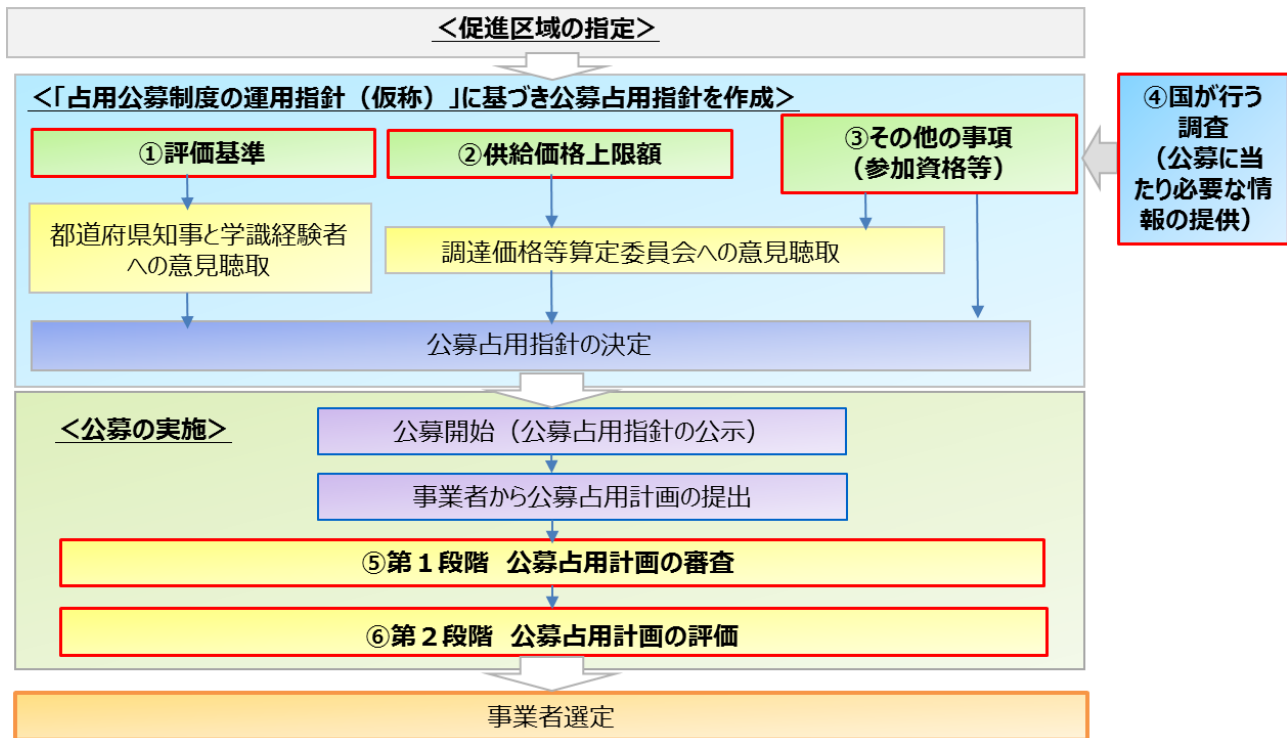 ＜促進区域の指定＞
＜「占用公募制度の運用指針（仮称）」に基づき公募占用指針を作成＞
①評価基準
②供給価格上限額
③その他の事項
（参加資格等）
④国が行う
調査
（公募に当
たり必要な情
報の提供）
都道府県知事と学識経験者
への意見聴取
調達価格等算定委員会への意見聴取
公募占用指針の決定
＜公募の実施＞
公募開始（公募占用指針の公示）
事業者から公募占用計画の提出
⑤第１段階 公募占用計画の審査
⑥第２段階 公募占用計画の評価
事業者選定